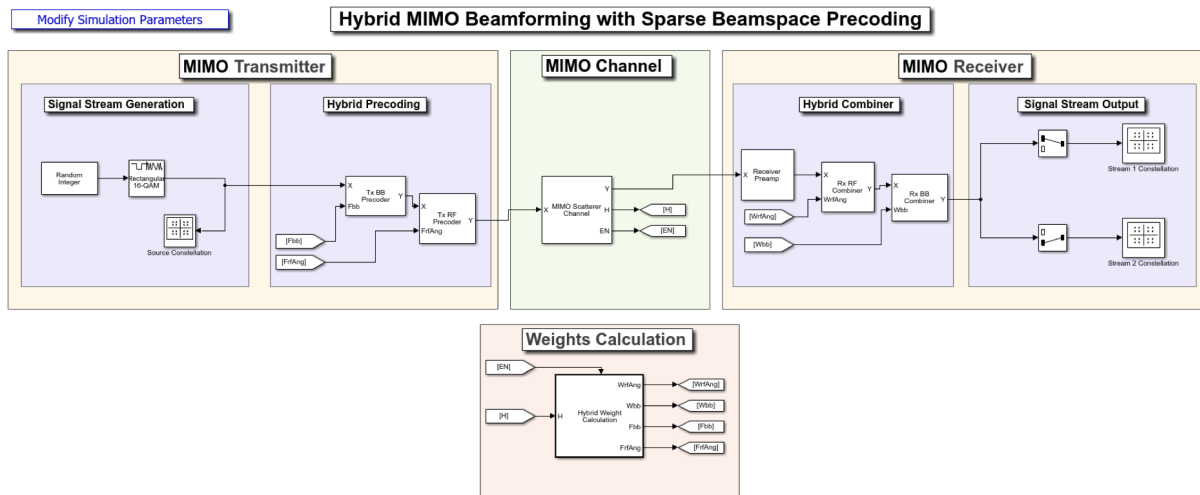 Modify Simulation Parameters
Hybrid MIMO Beamforming with Sparse Beamspace Precoding
MIMO Transmitter
Signal Stream Generation
Random
Integer
Rectangular
16-QAM
Source Constellation
Hybrid Precoding
X
Fbb
Tx BB
Precoder
Y
[Fbb]
[FrfAng]
X
FrfAng
Tx RF
Precoder
Y
MIMO Channel
X
MIMO Scatterer
Channel
Y
H
EN
[H]
[EN]
MIMO Receiver
Hybrid Combiner
X
Receiver
Preamp
X
WrfAng
Rx RF
Combiner
Y
[WrfAng]
[Wbb]
X
Wbb
Rx BB
Combiner
Y
Signal Stream Output
Stream 1 Constellation
Stream 2 Constellation
Weights Calculation
[EN]
[H]
H
Hybrid Weight
Calculation
WrfAng
Wbb
Fbb
FrfAng
[WrfAng]
[Wbb]
[Fbb]
[FrfAng]